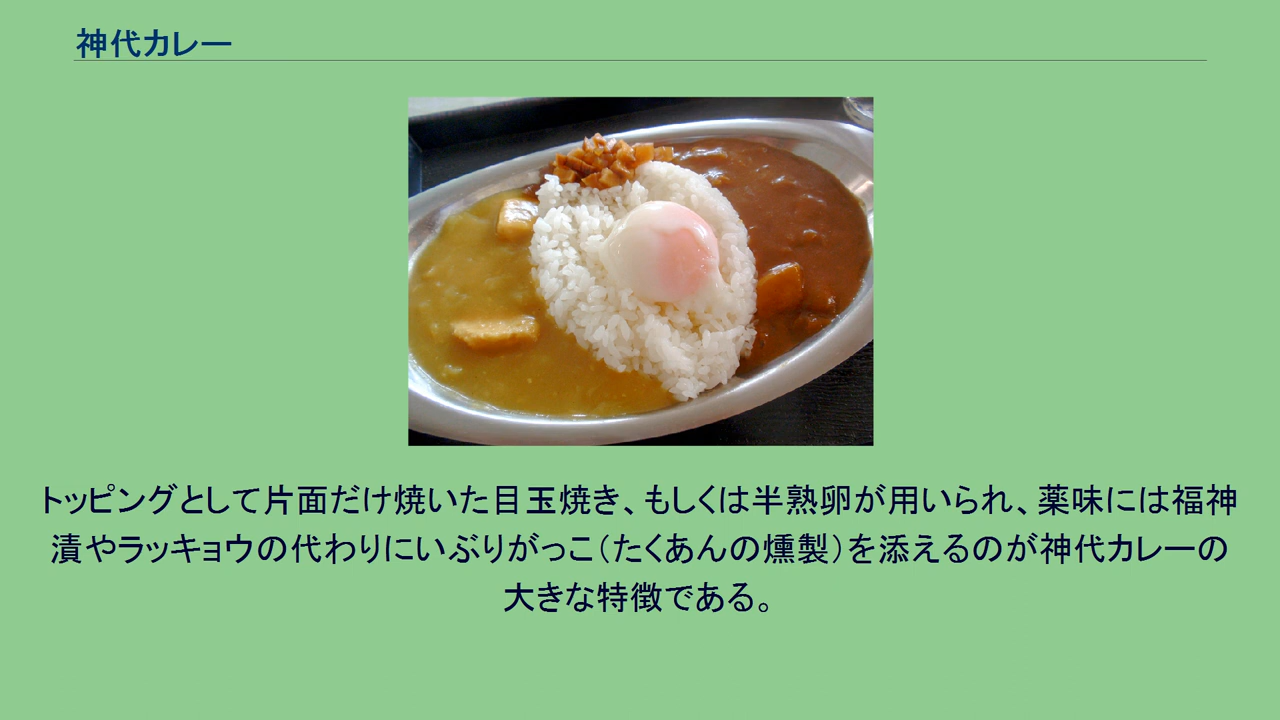 神代カレー
トッピングとして片面だけ焼いた目玉焼き、もしくは半熟卵が用いられ、薬味には福神
漬やラッキョウの代わりにいぶりがっこ（たくあんの燻製）を添えるのが神代カレーの
大きな特徴である。